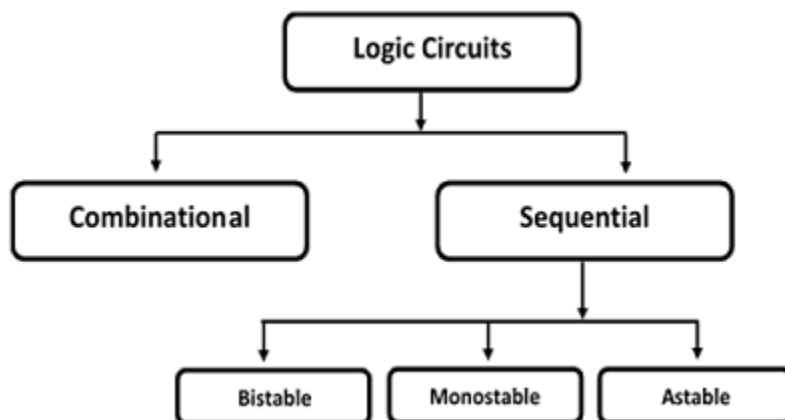 Logic Circuits
Combinational
Sequential
Bistable
Monostable
Astable